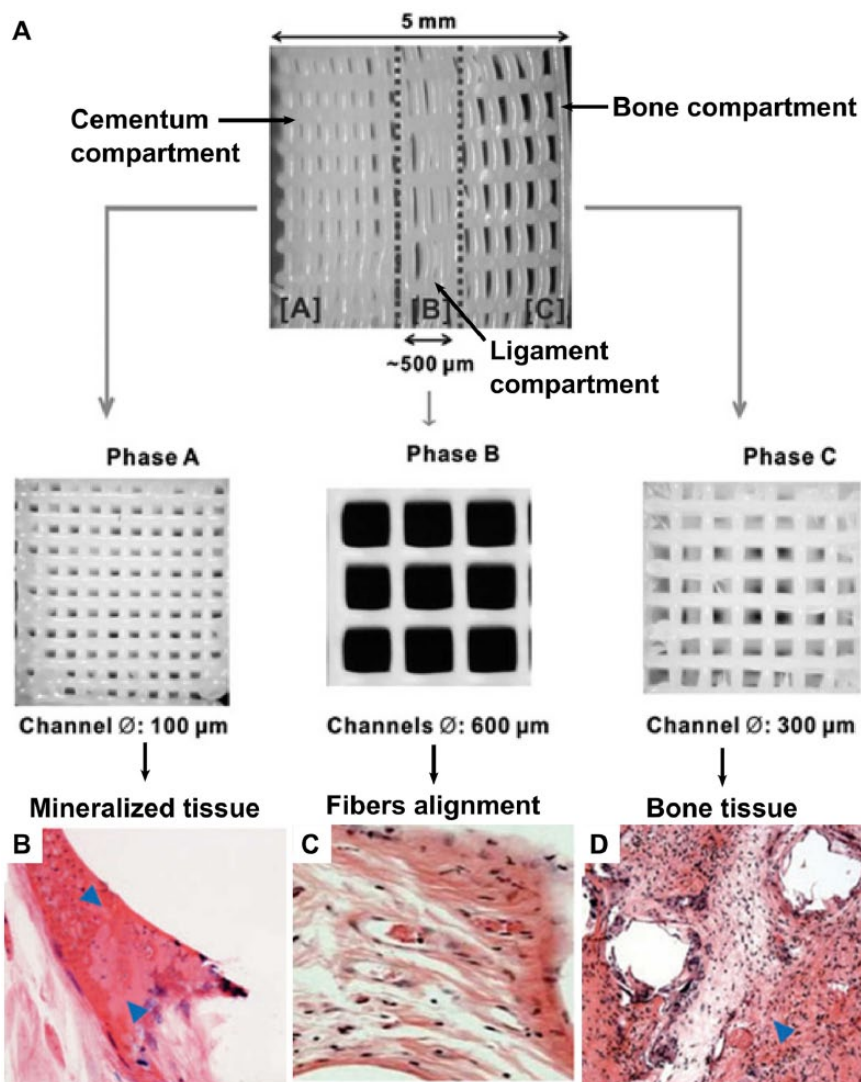 A
5 mm
Cementum
compartment
Bone compartment
[A]
[B]
[C]
~500 µm
Ligament
compartment
Phase A
Phase B
Phase C
Channel Ø: 100 µm
Channels Ø: 600 µm
Channel Ø: 300 µm
Mineralized tissue
Fibers alignment
Bone tissue
B
C
D